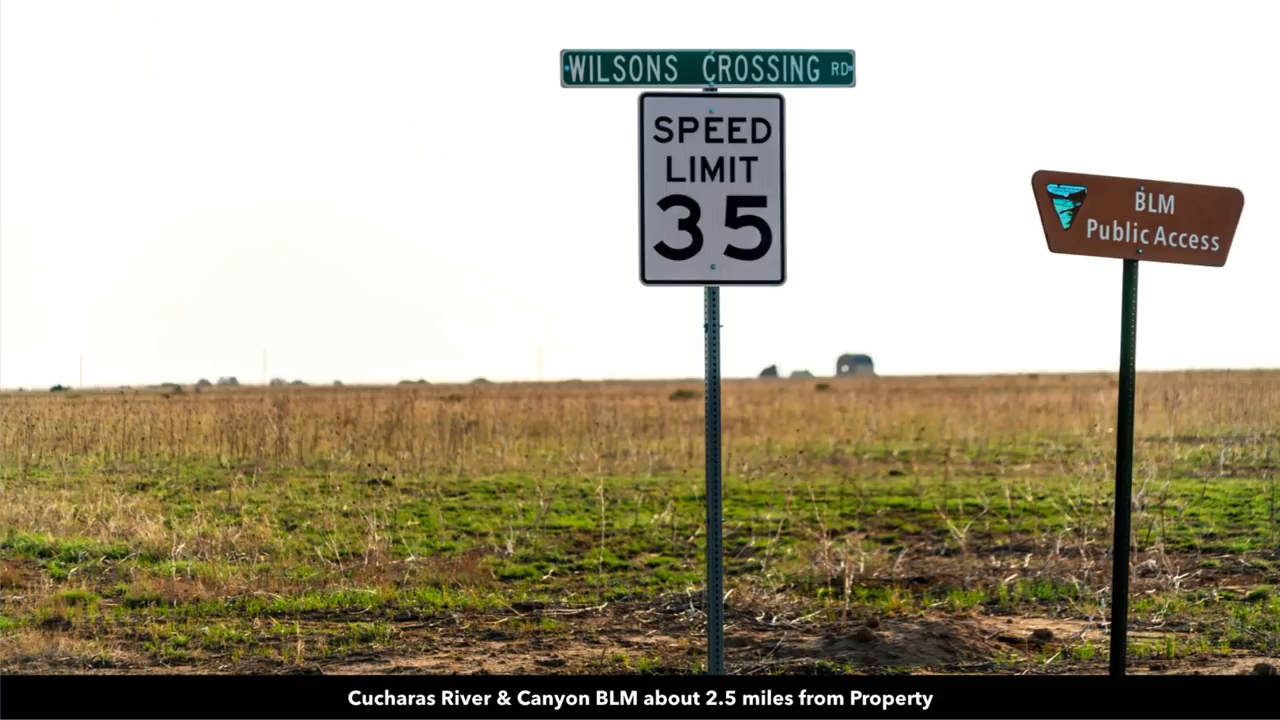 WILSONS CROSSING RD
SPEED
LIMIT
35
BLM
Public Access
Cucharas River & Canyon BLM about 2.5 miles from Property